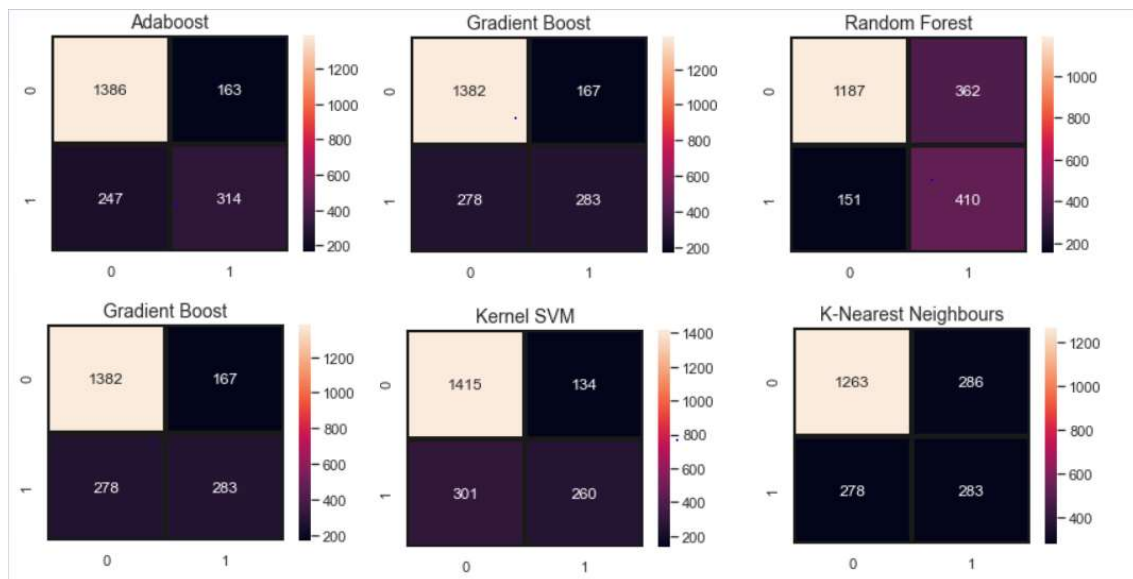 Adaboost
0 1386 163
1 247 314
0 1
1200
1000
800
600
400
200
Gradient Boost
0 1382 167
1 278 283
0 1
1200
1000
800
600
400
200
Random Forest
0 1187 362
1 151 410
0 1
1000
800
600
400
200
Gradient Boost
0 1382 167
1 278 283
0 1
1200
1000
800
600
400
200
Kernel SVM
0 1415 134
1 301 260
0 1
1400
1200
1000
800
600
400
200
K-Nearest Neighbours
0 1263 286
1 278 283
0 1
1200
1000
800
600
400